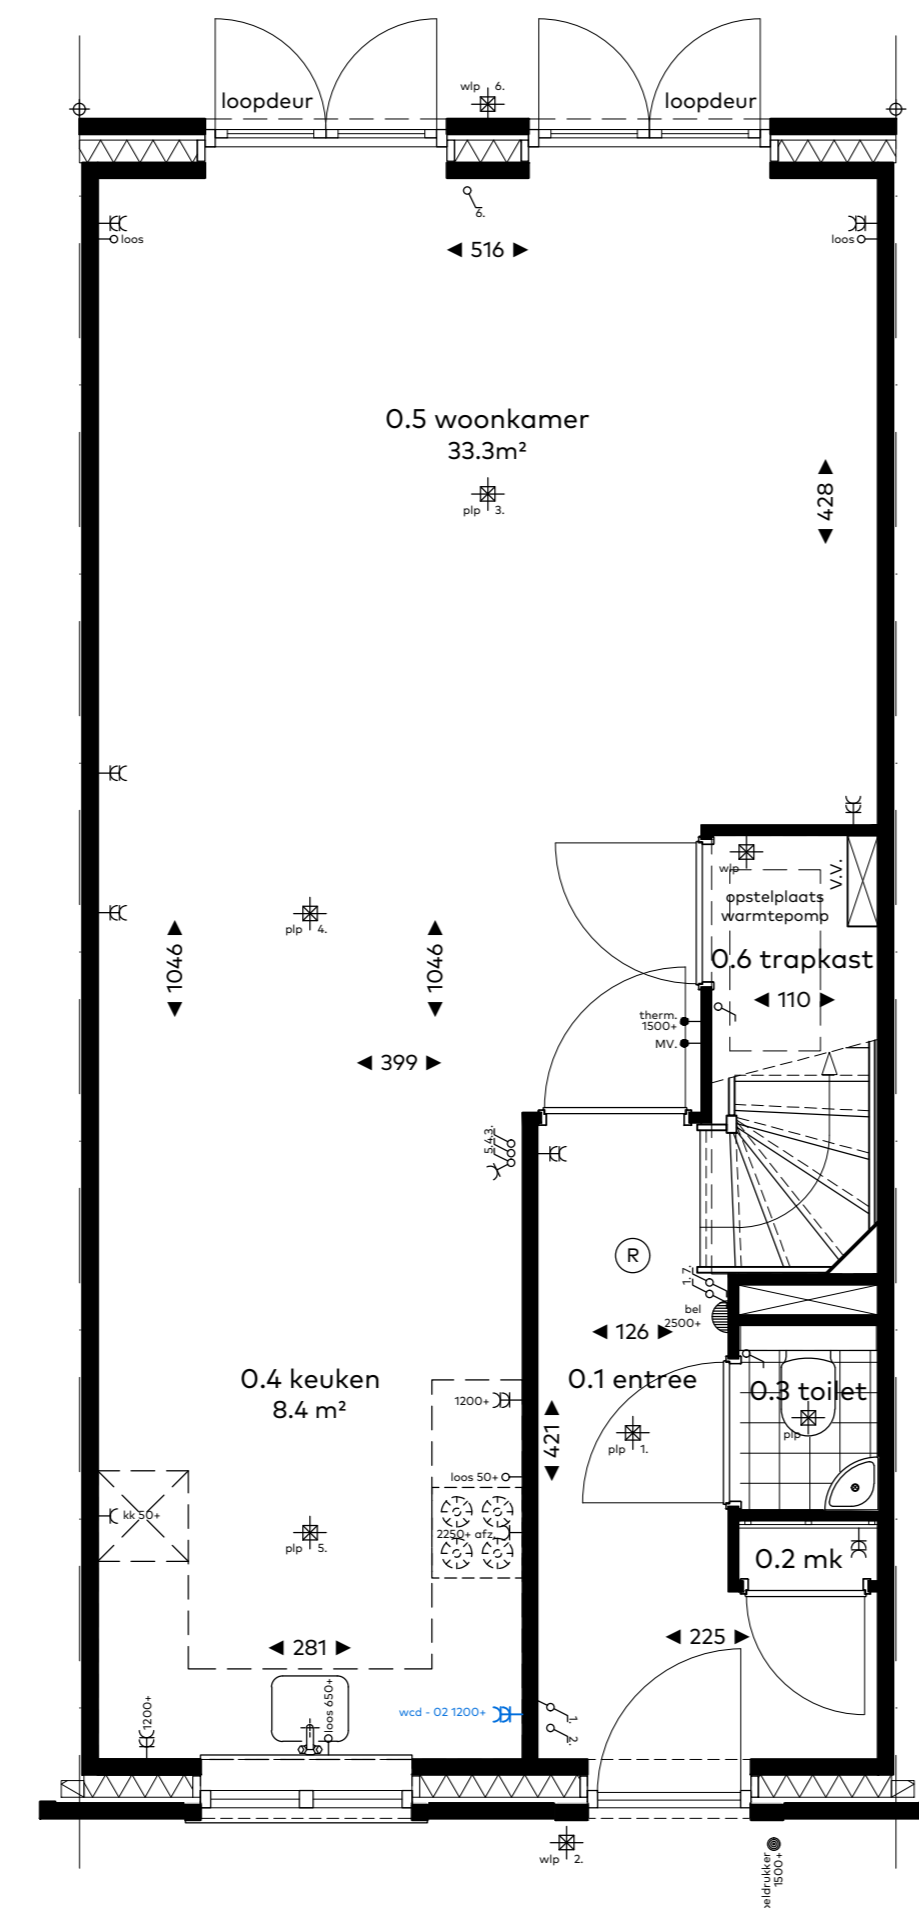 loopdeur
wlp 6.
loopdeur
6.
loos
loos
516
0.5 woonkamer
33.3m²
428
plp 3.
wlp
V.V.
opstelplaats
warmtepomp
plp 4.
1046
1046
0.6 trapkast
110
therm.
1500+
MV.
399
5.4.3.
R
1.7.
bel
2500+
126
0.4 keuken
8.4 m²
0.1 entree
0.3 toilet
1200+
421
plp 1.
plp
loos 50+
kk 50+
2250+ afz.
plp 5.
0.2 mk
281
225
loos 650+
1200+
wcd - 02 1200+
1.
2.
wlp 2.
eldrukker
1500+